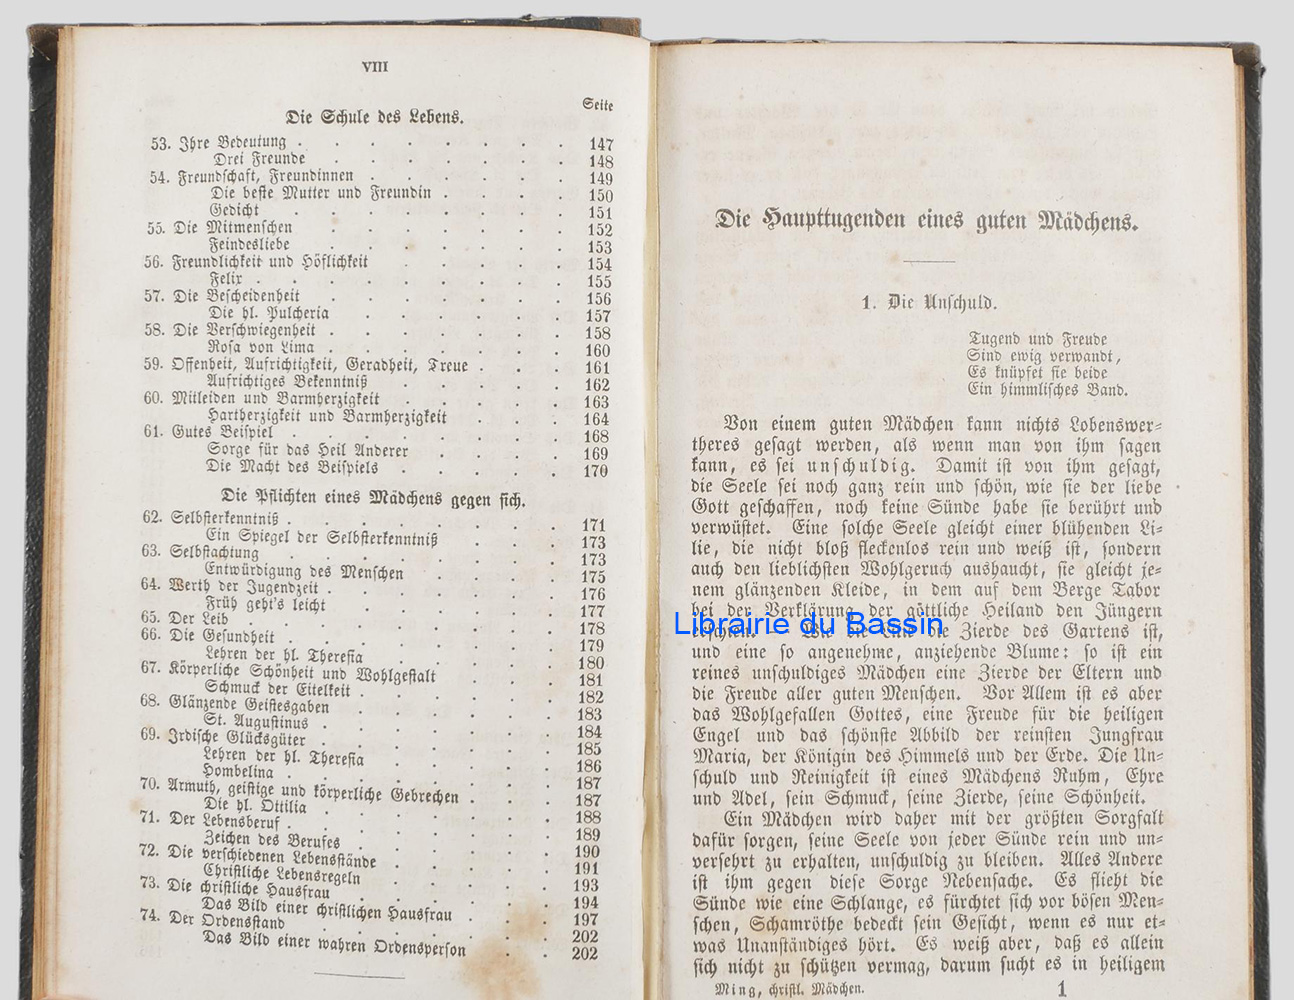 VIII
Seite
Die Schule des Lebens.
53. Ihre Bedeutung . . . . . . . . 147
Drei Freunde . . . . . . . 148
54. Freundschaft, Freundinnen . . . . . . 149
Die beste Mutter und Freundin . . . . 150
Gedicht . . . . . . . . 151
55. Die Mitmenschen . . . . . . . 152
Feindesliebe . . . . . . . 153
56. Freundlichkeit und Höflichkeit . . . . . 154
Felix . . . . . . . . . 155
57. Die Bescheidenheit . . . . . . . 156
Die hl. Pulcheria . . . . . . . 157
58. Die Verschwiegenheit . . . . . . . 158
Rosa von Lima . . . . . . . 160
59. Offenheit, Aufrichtigkeit, Geradheit, Treue . . . 161
Aufrichtiges Bekenntniß . . . . . 162
60. Mitleiden und Barmherzigkeit . . . . . 163
Hartherzigkeit und Barmherzigkeit . . . 164
61. Gutes Beispiel . . . . . . . . 168
Sorge für das Heil Anderer . . . . 169
Die Macht des Beispiels . . . . . 170
Die Pflichten eines Mädchens gegen sich.
62. Selbsterkenntniß . . . . . . . . 171
Ein Spiegel der Selbsterkenntniß . . . 173
63. Selbstachtung . . . . . . . . 173
Entwürdigung des Menschen . . . . 175
64. Werth der Jugendzeit . . . . . . . 176
Früh geht's leicht . . . . . . 177
65. Der Leib . . . . . . . . . 178
66. Die Gesundheit . . . . . . . . 179
Lehren der hl. Theresia . . . . . 180
67. Körperliche Schönheit und Wohlgestalt . . . . 181
Schmuck der Eitelkeit . . . . . . 182
68. Glänzende Geistesgaben . . . . . . 183
St. Augustinus . . . . . . . 184
69. Irdische Glücksgüter . . . . . . . 185
Lehren der hl. Theresia . . . . . 186
Hombelina . . . . . . . . 187
70. Armuth, geistige und körperliche Gebrechen . . . 187
Die hl. Ottilia . . . . . . . 188
71. Der Lebensberuf . . . . . . . . 189
Zeichen des Berufes . . . . . . 190
72. Die verschiedenen Lebensstände . . . . . 191
Christliche Lebensregeln . . . . . 193
73. Die christliche Hausfrau . . . . . . 194
Das Bild einer christlichen Hausfrau . . . 197
74. Der Ordensstand . . . . . . . 202
Das Bild einer wahren Ordensperson . . 202
Die Haupttugenden eines guten Mädchens.
1. Die Unschuld.
Tugend und Freude
Sind ewig verwandt,
Es knüpfet sie beide
Ein himmlisches Band.
Von einem guten Mädchen kann nichts Lobenswer-
theres gesagt werden, als wenn man von ihm sagen
kann, es sei unschuldig. Damit ist von ihm gesagt,
die Seele sei noch ganz rein und schön, wie sie der liebe
Gott geschaffen, noch keine Sünde habe sie berührt und
verwüstet. Eine solche Seele gleicht einer blühenden Li-
lie, die nicht bloß fleckenlos rein und weiß ist, sondern
auch den lieblichsten Wohlgeruch aushaucht, sie gleicht je-
nem glänzenden Kleide, in dem auf dem Berge Tabor
bei der Verklärung der göttliche Heiland den Jüngern
erschien. Wie die Lilie die Zierde des Gartens ist,
Librairie du Bassin
und eine so angenehme, anziehende Blume: so ist ein
reines unschuldiges Mädchen eine Zierde der Eltern und
die Freude aller guten Menschen. Vor Allem ist es aber
das Wohlgefallen Gottes, eine Freude für die heiligen
Engel und das schönste Abbild der reinsten Jungfrau
Maria, der Königin des Himmels und der Erde. Die Un-
schuld und Reinigkeit ist eines Mädchens Ruhm, Ehre
und Adel, sein Schmuck, seine Zierde, seine Schönheit.
Ein Mädchen wird daher mit der größten Sorgfalt
dafür sorgen, seine Seele von jeder Sünde rein und un-
versehrt zu erhalten, unschuldig zu bleiben. Alles Andere
ist ihm gegen diese Sorge Nebensache. Es flieht die
Sünde wie eine Schlange, es fürchtet sich vor bösen Men-
schen, Schamröthe bedeckt sein Gesicht, wenn es nur et-
was Unanständiges hört. Es weiß aber, daß es allein
sich nicht zu schützen vermag, darum sucht es in heiligem
Ming, christl. Mädchen. 1